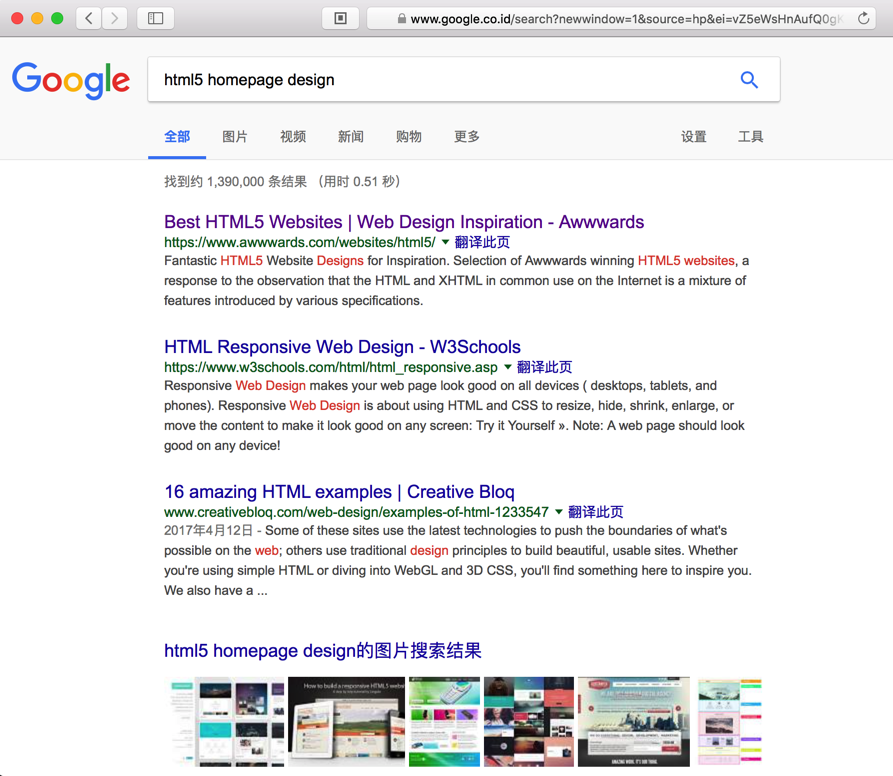 www.google.co.id/search?newwindow=1&source=hp&ei=vZ5eWsHnAufQ0g
Google
html5 homepage design
全部 图片 视频 新闻 购物 更多 设置 工具
找到约 1,390,000 条结果 （用时 0.51 秒）
Best HTML5 Websites | Web Design Inspiration - Awwwards
https://www.awwwards.com/websites/html5/ 翻译此页
Fantastic HTML5 Website Designs for Inspiration. Selection of Awwwards winning HTML5 websites, a
response to the observation that the HTML and XHTML in common use on the Internet is a mixture of
features introduced by various specifications.
HTML Responsive Web Design - W3Schools
https://www.w3schools.com/html/html_responsive.asp 翻译此页
Responsive Web Design makes your web page look good on all devices ( desktops, tablets, and
phones). Responsive Web Design is about using HTML and CSS to resize, hide, shrink, enlarge, or
move the content to make it look good on any screen: Try it Yourself ». Note: A web page should look
good on any device!
16 amazing HTML examples | Creative Bloq
www.creativebloq.com/web-design/examples-of-html-1233547 翻译此页
2017年4月12日 - Some of these sites use the latest technologies to push the boundaries of what's
possible on the web; others use traditional design principles to build beautiful, usable sites. Whether
you're using simple HTML or diving into WebGL and 3D CSS, you'll find something here to inspire you.
We also have a ...
html5 homepage design的图片搜索结果
How to build a responsive HTML5 websi